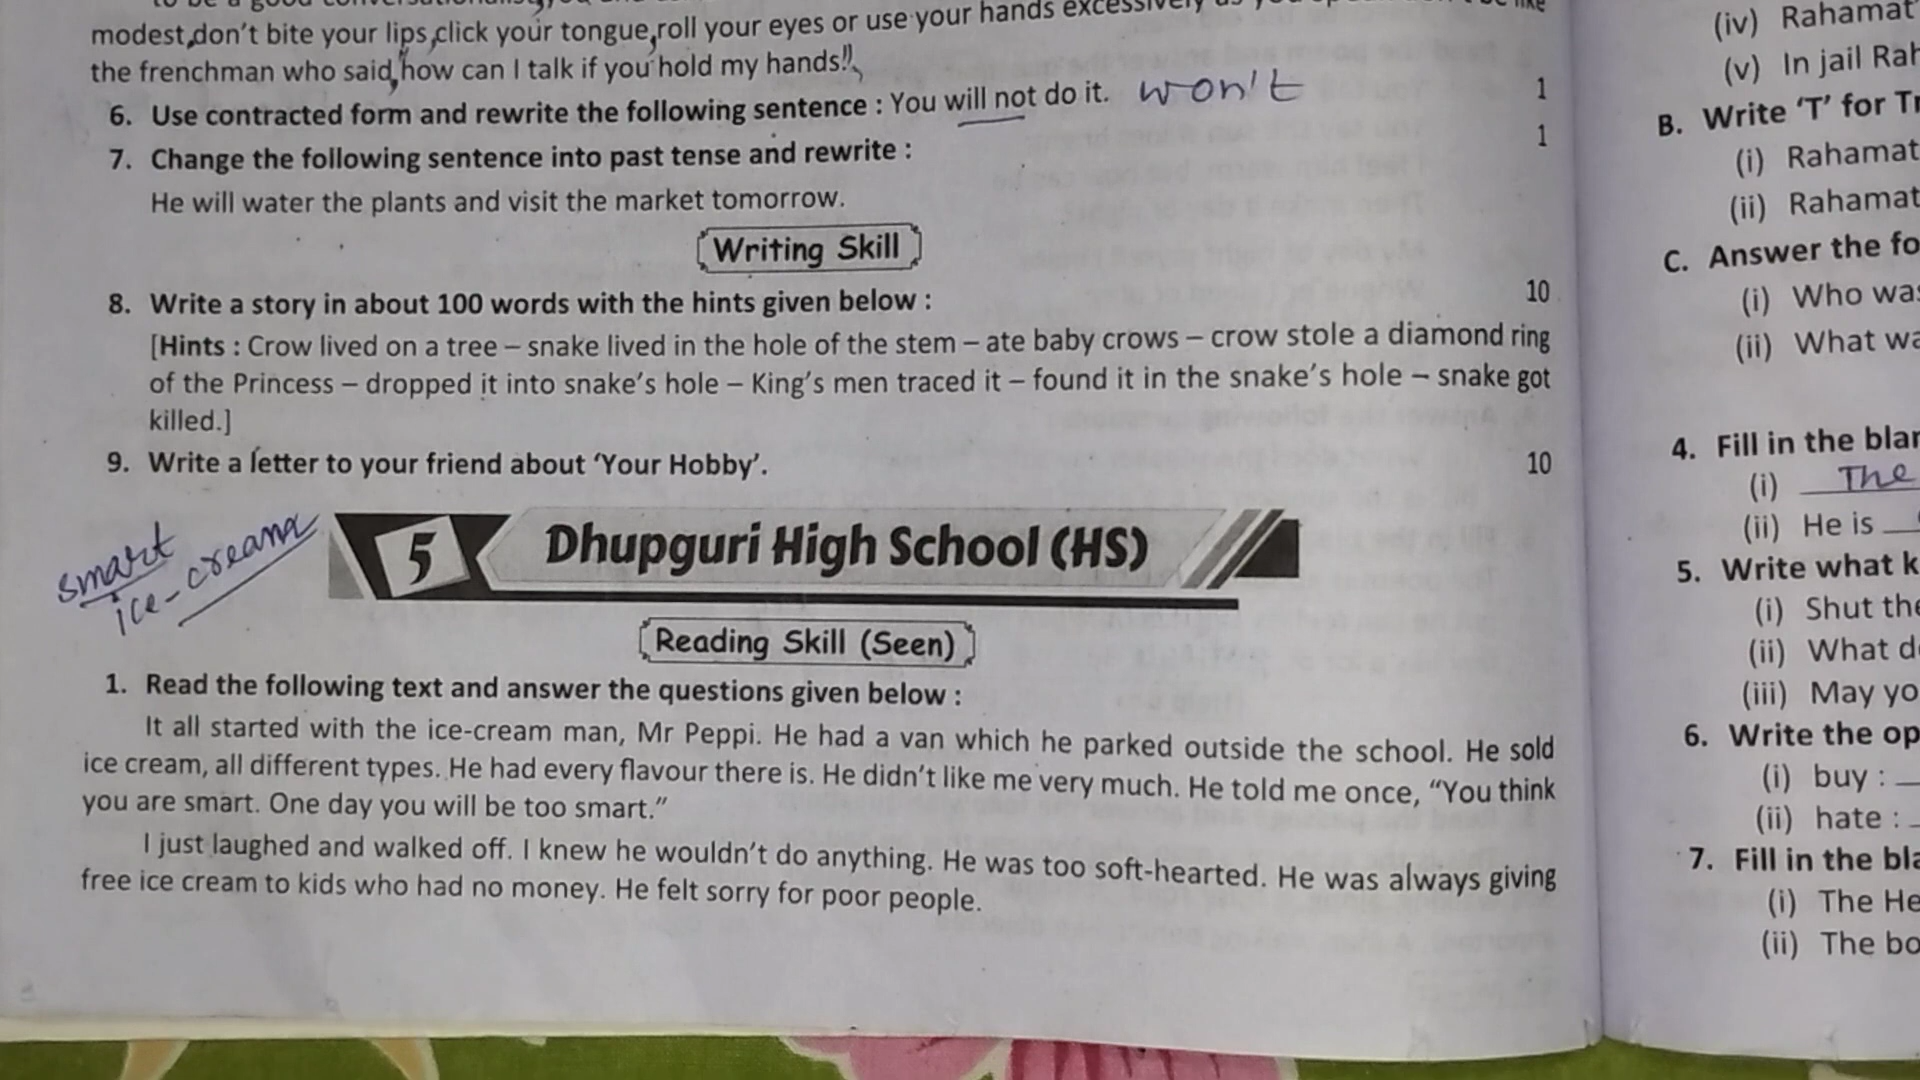 modest,don't bite your lips,click your tongue,roll your eyes or use your hands excessively
the frenchman who said,how can I talk if you hold my hands!!
6. Use contracted form and rewrite the following sentence : You will not do it. won't 1
7. Change the following sentence into past tense and rewrite : 1
He will water the plants and visit the market tomorrow.
Writing Skill
8. Write a story in about 100 words with the hints given below : 10
[Hints : Crow lived on a tree – snake lived in the hole of the stem – ate baby crows – crow stole a diamond ring
of the Princess – dropped it into snake's hole – King's men traced it – found it in the snake's hole – snake got
killed.]
9. Write a letter to your friend about 'Your Hobby'. 10
smart
ice-cream
5 Dhupguri High School (HS)
Reading Skill (Seen)
1. Read the following text and answer the questions given below :
It all started with the ice-cream man, Mr Peppi. He had a van which he parked outside the school. He sold
ice cream, all different types. He had every flavour there is. He didn't like me very much. He told me once, "You think
you are smart. One day you will be too smart."
I just laughed and walked off. I knew he wouldn't do anything. He was too soft-hearted. He was always giving
free ice cream to kids who had no money. He felt sorry for poor people.
(iv) Rahamat
(v) In jail Rah
B. Write 'T' for Tr
(i) Rahamat
(ii) Rahamat
C. Answer the fo
(i) Who was
(ii) What wa
4. Fill in the blan
(i) The
(ii) He is
5. Write what k
(i) Shut the
(ii) What d
(iii) May yo
6. Write the op
(i) buy :
(ii) hate :
7. Fill in the bla
(i) The He
(ii) The bo